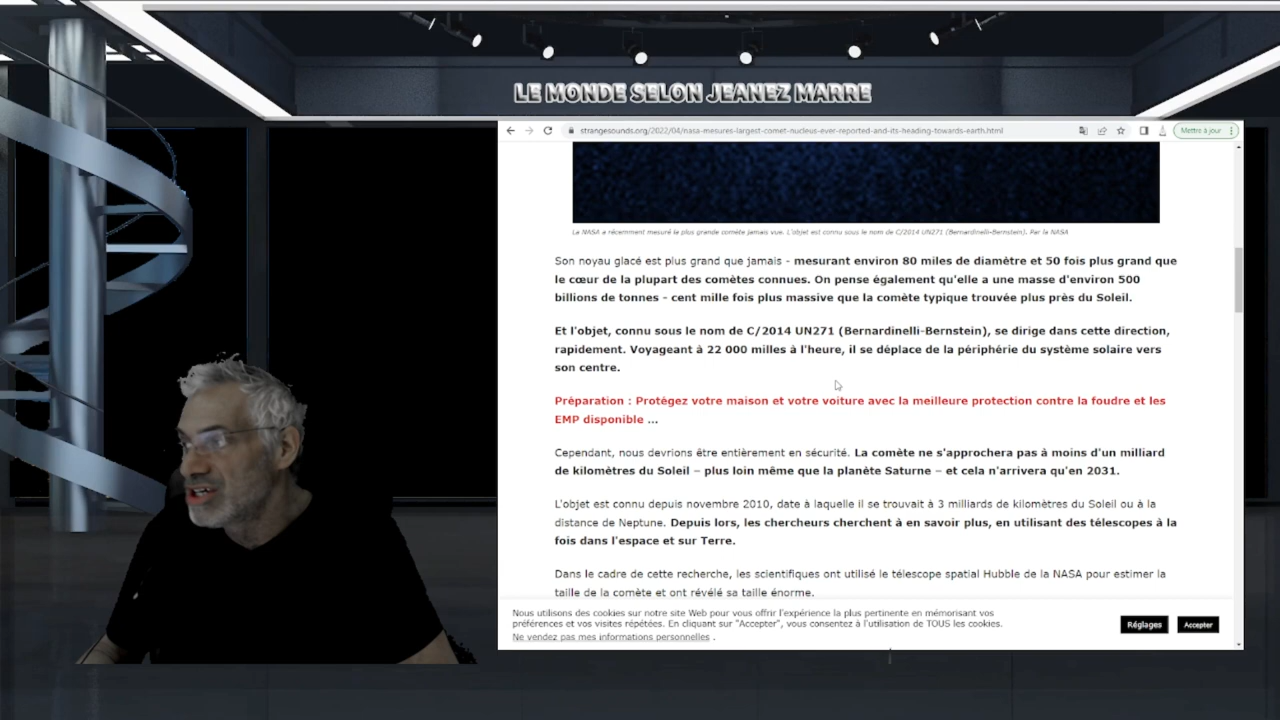 LE MONDE SELON JEANEZ MARRE
strangesounds.org/2022/04/nasa-mesures-largest-comet-nucleus-ever-reported-and-its-heading-towards-earth.html
Mettre à jour
La NASA a récemment mesuré la plus grande comète jamais vue. L'objet est connu sous le nom de C/2014 UN271 (Bernardinelli-Bernstein). Par la NASA
Son noyau glacé est plus grand que jamais - mesurant environ 80 miles de diamètre et 50 fois plus grand que
le cœur de la plupart des comètes connues. On pense également qu'elle a une masse d'environ 500
billions de tonnes - cent mille fois plus massive que la comète typique trouvée plus près du Soleil.
Et l'objet, connu sous le nom de C/2014 UN271 (Bernardinelli-Bernstein), se dirige dans cette direction,
rapidement. Voyageant à 22 000 milles à l'heure, il se déplace de la périphérie du système solaire vers
son centre.
Préparation : Protégez votre maison et votre voiture avec la meilleure protection contre la foudre et les
EMP disponible ...
Cependant, nous devrions être entièrement en sécurité. La comète ne s'approchera pas à moins d'un milliard
de kilomètres du Soleil – plus loin même que la planète Saturne – et cela n'arrivera qu'en 2031.
L'objet est connu depuis novembre 2010, date à laquelle il se trouvait à 3 milliards de kilomètres du Soleil ou à la
distance de Neptune. Depuis lors, les chercheurs cherchent à en savoir plus, en utilisant des télescopes à la
fois dans l'espace et sur Terre.
Dans le cadre de cette recherche, les scientifiques ont utilisé le télescope spatial Hubble de la NASA pour estimer la
taille de la comète et ont révélé sa taille énorme.
Nous utilisons des cookies sur notre site Web pour vous offrir l'expérience la plus pertinente en mémorisant vos
préférences et vos visites répétées. En cliquant sur "Accepter", vous consentez à l'utilisation de TOUS les cookies.
Ne vendez pas mes informations personnelles .
Réglages
Accepter